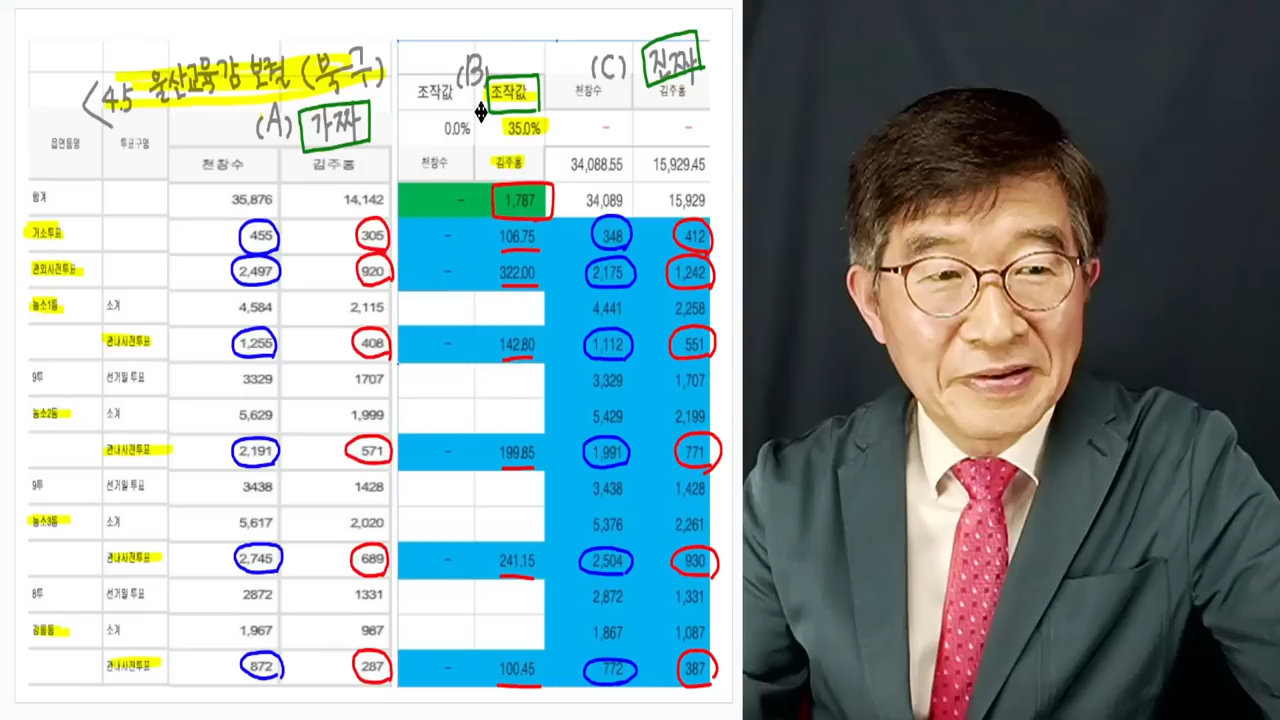 <4.5 울산교육감 보궐 (북구)
(A) 가짜
(B)
(C) 진짜
조작값 조작값 천창수 김주홍
0.0% 35.0% - -
읍면동명 투표구명 천창수 김주홍 천창수 김주홍 34,088.55 15,929.45
합계 35,876 14,142 - 1,787 34,089 15,929
거소투표 455 305 - 106.75 348 412
관외사전투표 2,497 920 - 322.00 2,175 1,242
농소1동 소계 4,584 2,115 4,441 2,258
관내사전투표 1,255 408 - 142.80 1,112 551
9투 선거일 투표 3329 1707 3,329 1,707
농소2동 소계 5,629 1,999 5,429 2,199
관내사전투표 2,191 571 - 199.85 1,991 771
9투 선거일 투표 3438 1428 3,438 1,428
농소3동 소계 5,617 2,020 5,376 2,261
관내사전투표 2,745 689 - 241.15 2,504 930
8투 선거일 투표 2872 1331 2,872 1,331
강동동 소계 1,967 987 1,867 1,087
관내사전투표 872 287 - 100.45 772 387